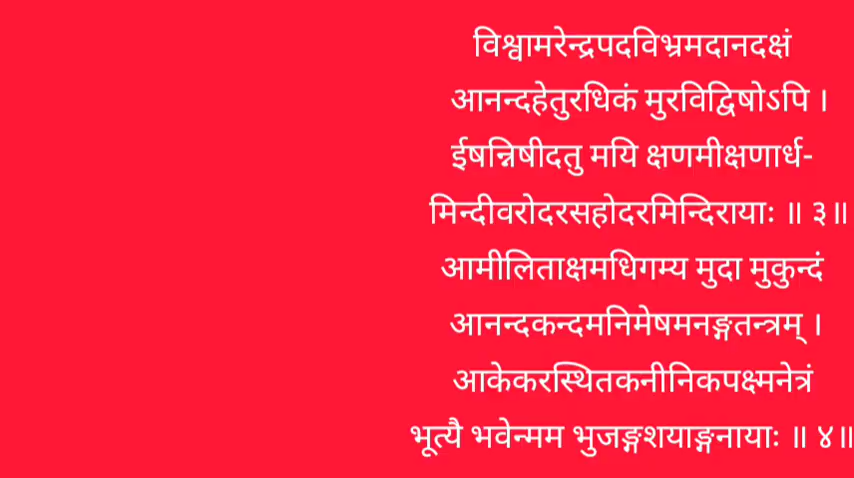 विश्वामरेन्द्रपदविभ्रमदानदक्षं
आनन्दहेतुरधिकं मुरविद्विषोऽपि ।
ईषन्निषीदतु मयि क्षणमीक्षणार्ध-
मिन्दीवरोदरसहोदरमिन्दिरायाः ॥ ३॥
आमीलिताक्षमधिगम्य मुदा मुकुन्दं
आनन्दकन्दमनिमेषमनङ्गतन्त्रम् ।
आकेकरस्थितकनीनिकपक्ष्मनेत्रं
भूत्यै भवेन्मम भुजङ्गशयाङ्गनायाः ॥ ४॥